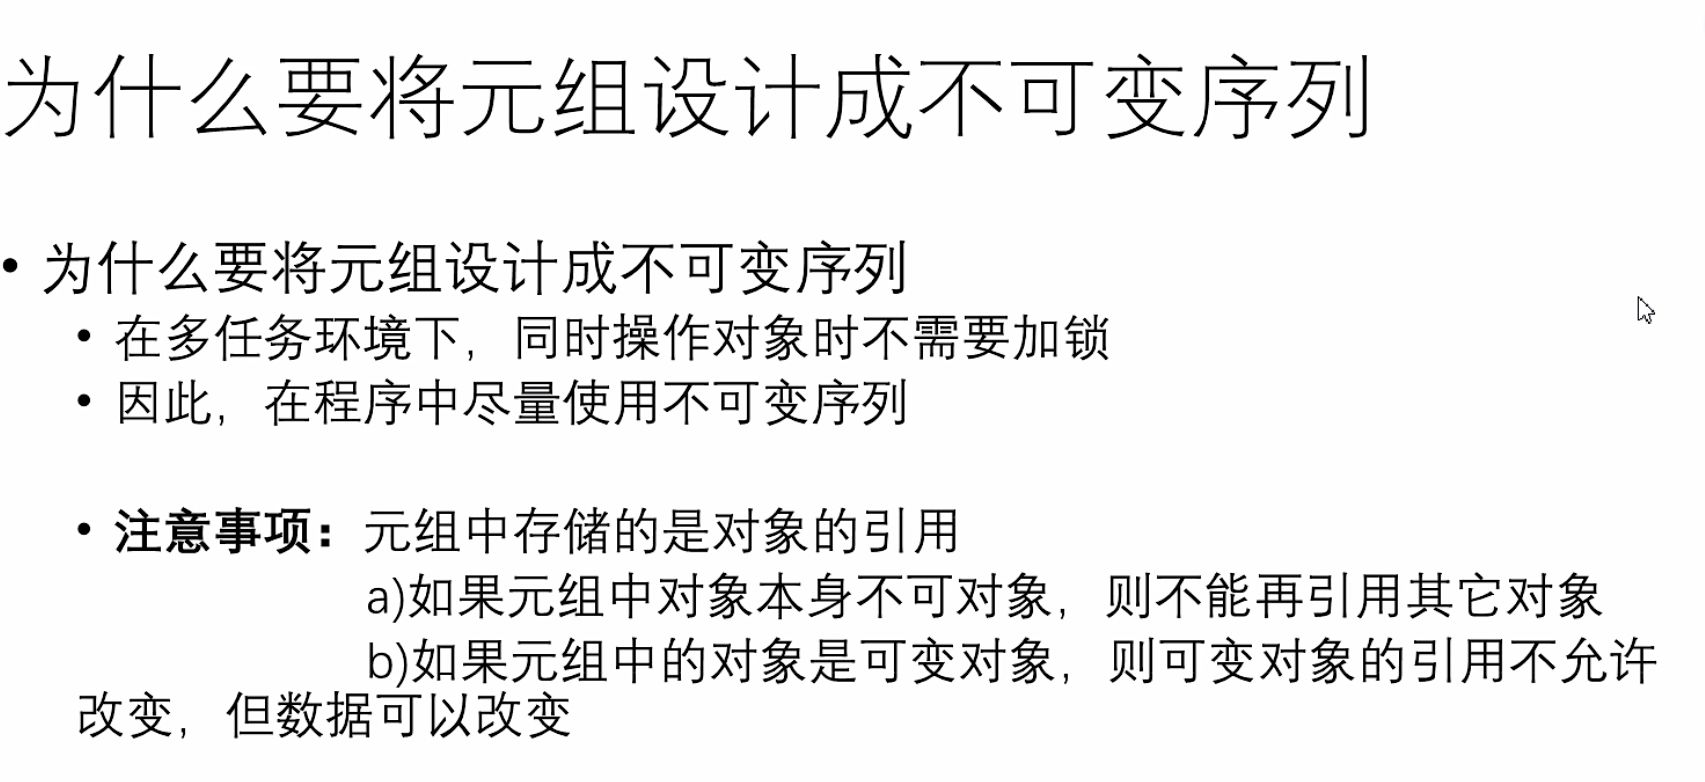 为什么要将元组设计成不可变序列
• 为什么要将元组设计成不可变序列
• 在多任务环境下，同时操作对象时不需要加锁
• 因此，在程序中尽量使用不可变序列
• 注意事项：元组中存储的是对象的引用
a)如果元组中对象本身不可对象，则不能再引用其它对象
b)如果元组中的对象是可变对象，则可变对象的引用不允许
改变，但数据可以改变